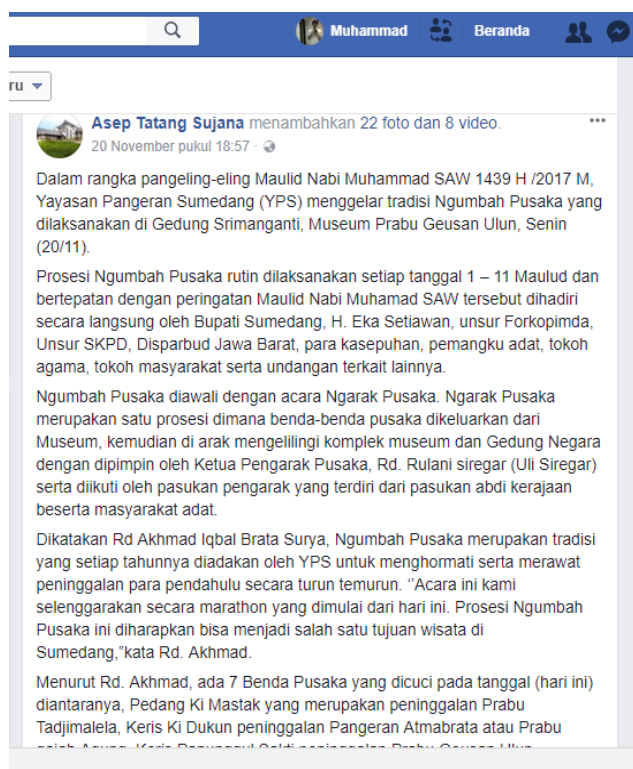 Muhammad Beranda
ru
Asep Tatang Sujana menambahkan 22 foto dan 8 video.
20 November pukul 18:57 ·
Dalam rangka pangeling-eling Maulid Nabi Muhammad SAW 1439 H /2017 M,
Yayasan Pangeran Sumedang (YPS) menggelar tradisi Ngumbah Pusaka yang
dilaksanakan di Gedung Srimanganti, Museum Prabu Geusan Ulun, Senin
(20/11).
Prosesi Ngumbah Pusaka rutin dilaksanakan setiap tanggal 1 – 11 Maulud dan
bertepatan dengan peringatan Maulid Nabi Muhamad SAW tersebut dihadiri
secara langsung oleh Bupati Sumedang, H. Eka Setiawan, unsur Forkopimda,
Unsur SKPD, Disparbud Jawa Barat, para kasepuhan, pemangku adat, tokoh
agama, tokoh masyarakat serta undangan terkait lainnya.
Ngumbah Pusaka diawali dengan acara Ngarak Pusaka. Ngarak Pusaka
merupakan satu prosesi dimana benda-benda pusaka dikeluarkan dari
Museum, kemudian di arak mengelilingi komplek museum dan Gedung Negara
dengan dipimpin oleh Ketua Pengarak Pusaka, Rd. Rulani siregar (Uli Siregar)
serta diikuti oleh pasukan pengarak yang terdiri dari pasukan abdi kerajaan
beserta masyarakat adat.
Dikatakan Rd Akhmad Iqbal Brata Surya, Ngumbah Pusaka merupakan tradisi
yang setiap tahunnya diadakan oleh YPS untuk menghormati serta merawat
peninggalan para pendahulu secara turun temurun. ‘’Acara ini kami
selenggarakan secara marathon yang dimulai dari hari ini. Prosesi Ngumbah
Pusaka ini diharapkan bisa menjadi salah satu tujuan wisata di
Sumedang,”kata Rd. Akhmad.
Menurut Rd. Akhmad, ada 7 Benda Pusaka yang dicuci pada tanggal (hari ini)
diantaranya, Pedang Ki Mastak yang merupakan peninggalan Prabu
Tadjimalela, Keris Ki Dukun peninggalan Pangeran Atmabrata atau Prabu
gajah Agung, Keris Panunggul Sakti peninggalan Prabu Geusan Ulun